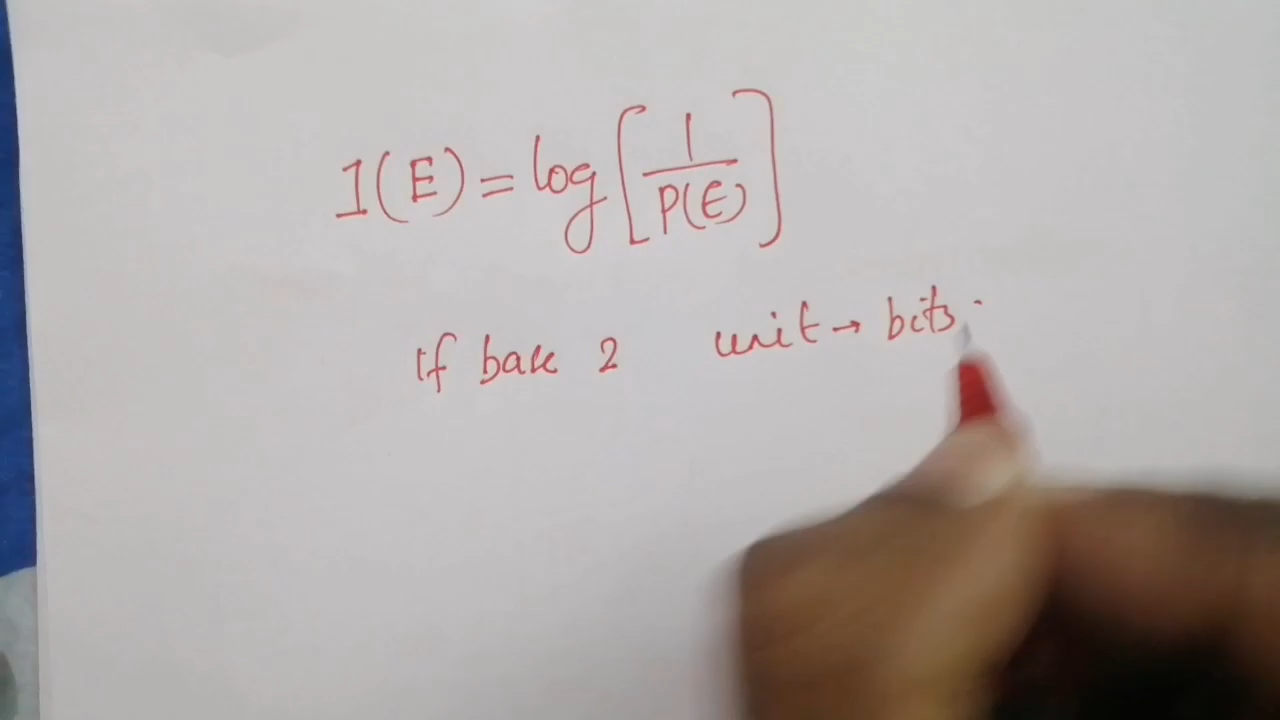 I(E) = log [ 1 / P(E) ]
If base 2 unit → bits.